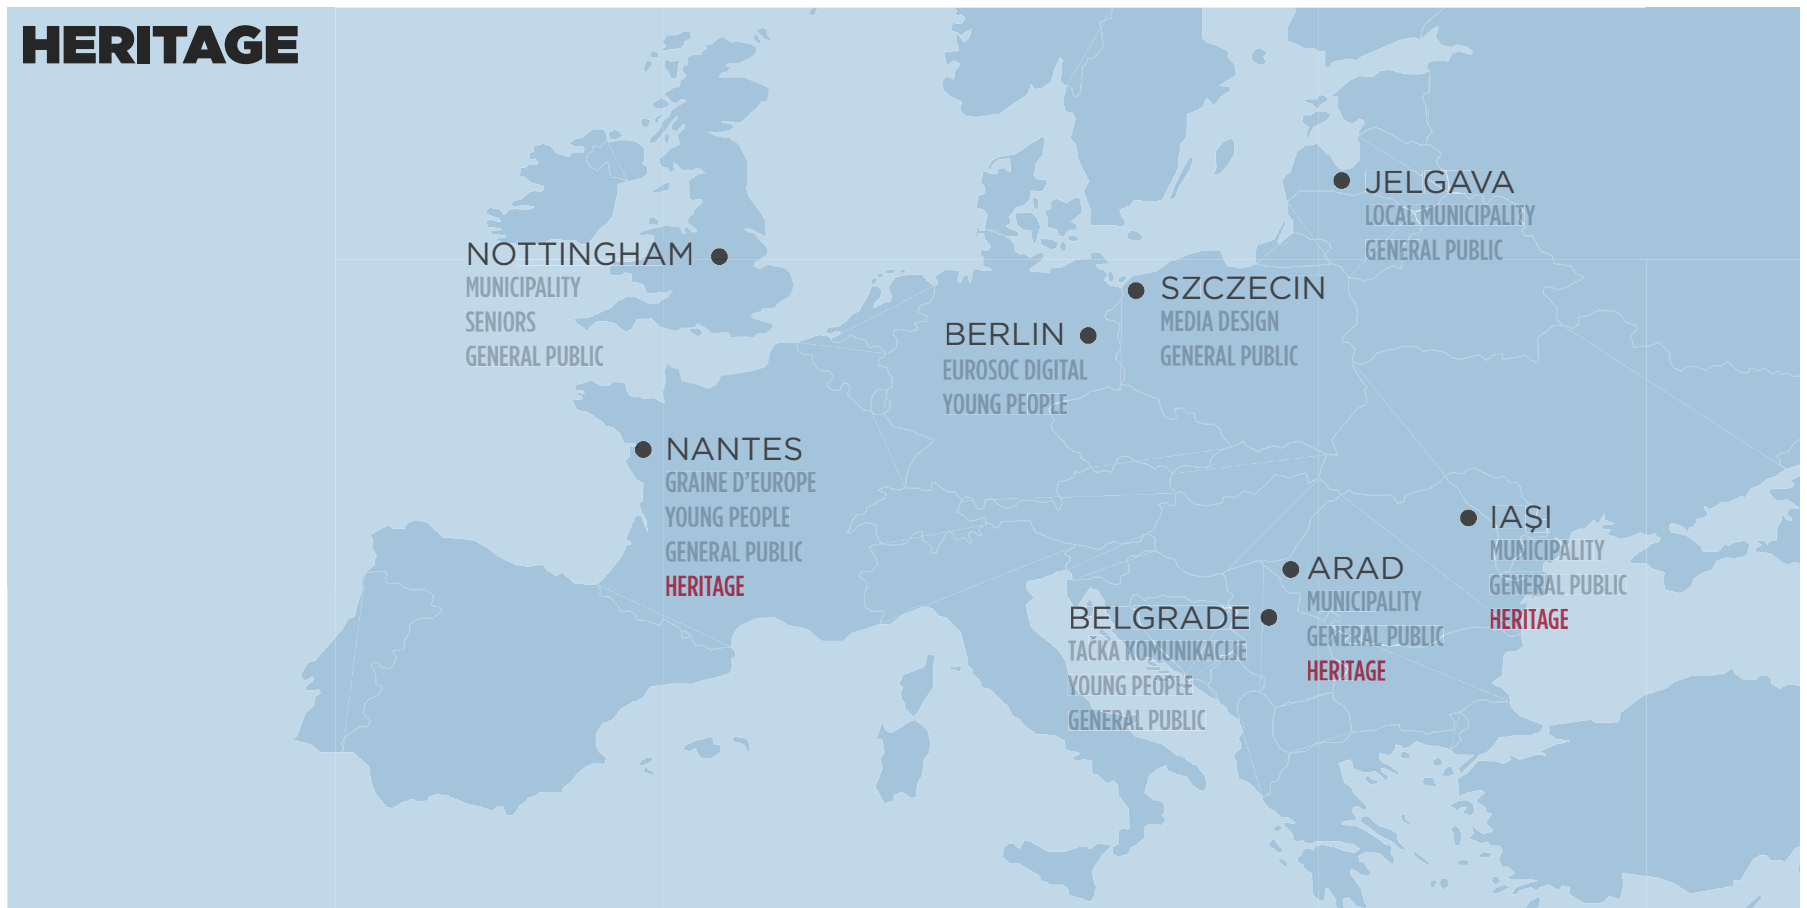 HERITAGE
JELGAVA
LOCAL MUNICIPALITY
GENERAL PUBLIC
NOTTINGHAM
MUNICIPALITY
SENIORS
GENERAL PUBLIC
SZCZECIN
MEDIA DESIGN
GENERAL PUBLIC
BERLIN
EUROSOC DIGITAL
YOUNG PEOPLE
NANTES
GRAINE D'EUROPE
YOUNG PEOPLE
GENERAL PUBLIC
HERITAGE
IAŞI
MUNICIPALITY
GENERAL PUBLIC
HERITAGE
ARAD
MUNICIPALITY
GENERAL PUBLIC
HERITAGE
BELGRADE
TAČKA KOMUNIKACIJE
YOUNG PEOPLE
GENERAL PUBLIC